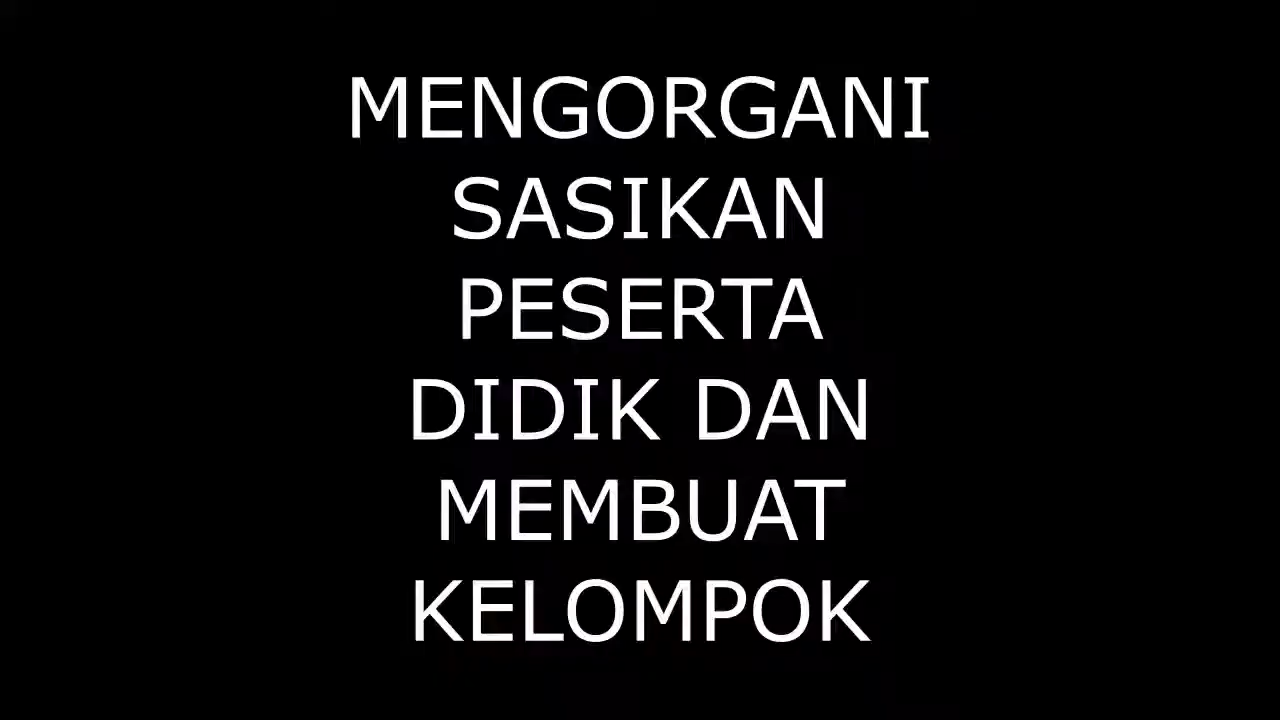 MENGORGANI
SASIKAN
PESERTA
DIDIK DAN
MEMBUAT
KELOMPOK